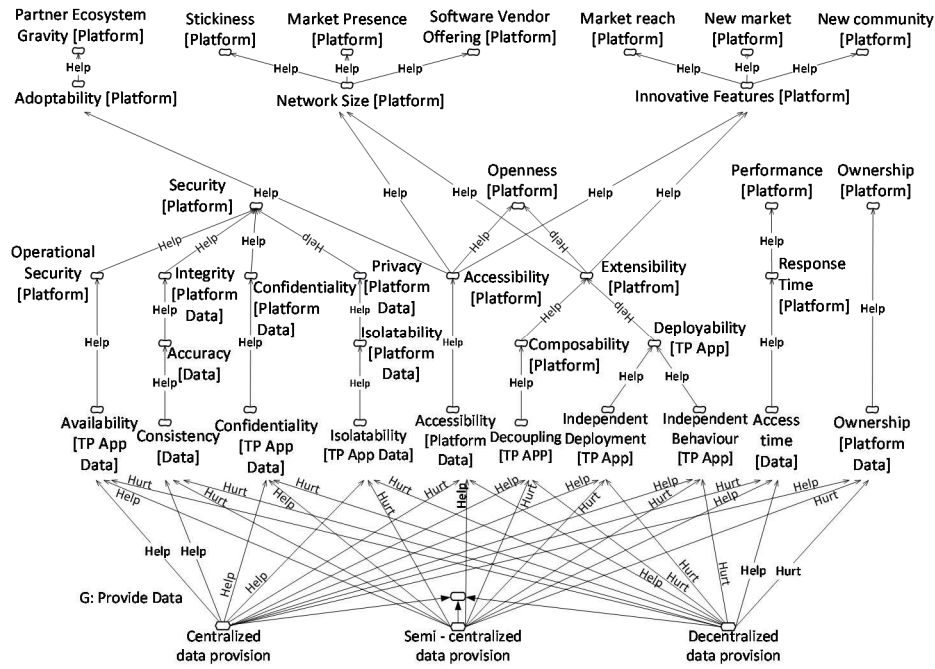 Partner Ecosystem
Gravity [Platform]
Stickiness
[Platform]
Market Presence
[Platform]
Software Vendor
Offering [Platform]
Market reach
[Platform]
New market
[Platform]
New community
[Platform]
Help
Help
Help
Help
Help
Help
Help
Adoptability [Platform]
Network Size [Platform]
Innovative Features [Platform]
Security
[Platform]
Openness
[Platform]
Performance
[Platform]
Ownership
[Platform]
Help
Help
Help
Help
Help
Help
Help
Help
Help
Help
Help
Help
Operational
Security
[Platform]
Integrity
[Platform
Data]
Confidentiality
[Platform
Data]
Privacy
[Platform
Data]
Accessibility
[Platform]
Extensibility
[Platfrom]
Response
Time
[Platform]
Help
Help
Help
Help
Help
Accuracy
[Data]
Isolatability
[Platform
Data]
Composability
[Platform]
Deployability
[TP App]
Help
Help
Help
Help
Help
Help
Help
Help
Help
Help
Availability
[TP App
Data]
Consistency
[Data]
Confidentiality
[TP App
Data]
Isolatability
[TP App Data]
Accessibility
[Platform
Data]
Decoupling
[TP APP]
Independent
Deployment
[TP App]
Independent
Behaviour
[TP App]
Access
time
[Data]
Ownership
[Platform
Data]
Hurt
Hurt
Hurt
Hurt
Hurt
Help
Help
Help
Help
Help
Hurt
Help
Hurt
Help
Hurt
Hurt
Hurt
Hurt
Help
Hurt
Help
Help
Help
Help
Help
Hurt
Hurt
Hurt
Help
Hurt
G: Provide Data
Centralized
data provision
Semi - centralized
data provision
Decentralized
data provision